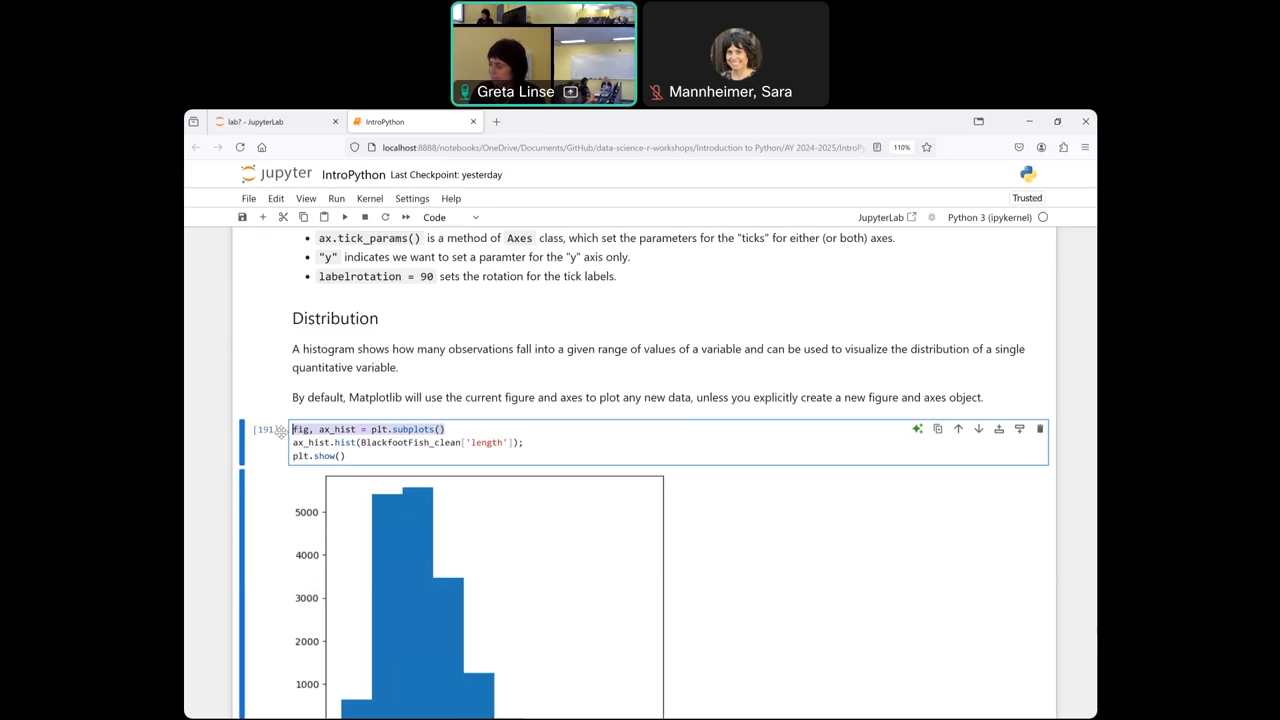 Greta Linse
Mannheimer, Sara
lab? - JupyterLab
IntroPython
localhost:8888/notebooks/OneDrive/Documents/GitHub/data-science-r-workshops/Introduction to Python/AY 2024-2025/IntroPy
110%
Jupyter IntroPython Last Checkpoint: yesterday
File Edit View Run Kernel Settings Help
Trusted
Code
JupyterLab
Python 3 (ipykernel)
• ax.tick_params() is a method of Axes class, which set the parameters for the "ticks" for either (or both) axes.
• "y" indicates we want to set a paramter for the "y" axis only.
• labelrotation = 90 sets the rotation for the tick labels.
Distribution
A histogram shows how many observations fall into a given range of values of a variable and can be used to visualize the distribution of a single
quantitative variable.
By default, Matplotlib will use the current figure and axes to plot any new data, unless you explicitly create a new figure and axes object.
[191]: fig, ax_hist = plt.subplots()
ax_hist.hist(BlackfootFish_clean['length']);
plt.show()
5000
4000
3000
2000
1000